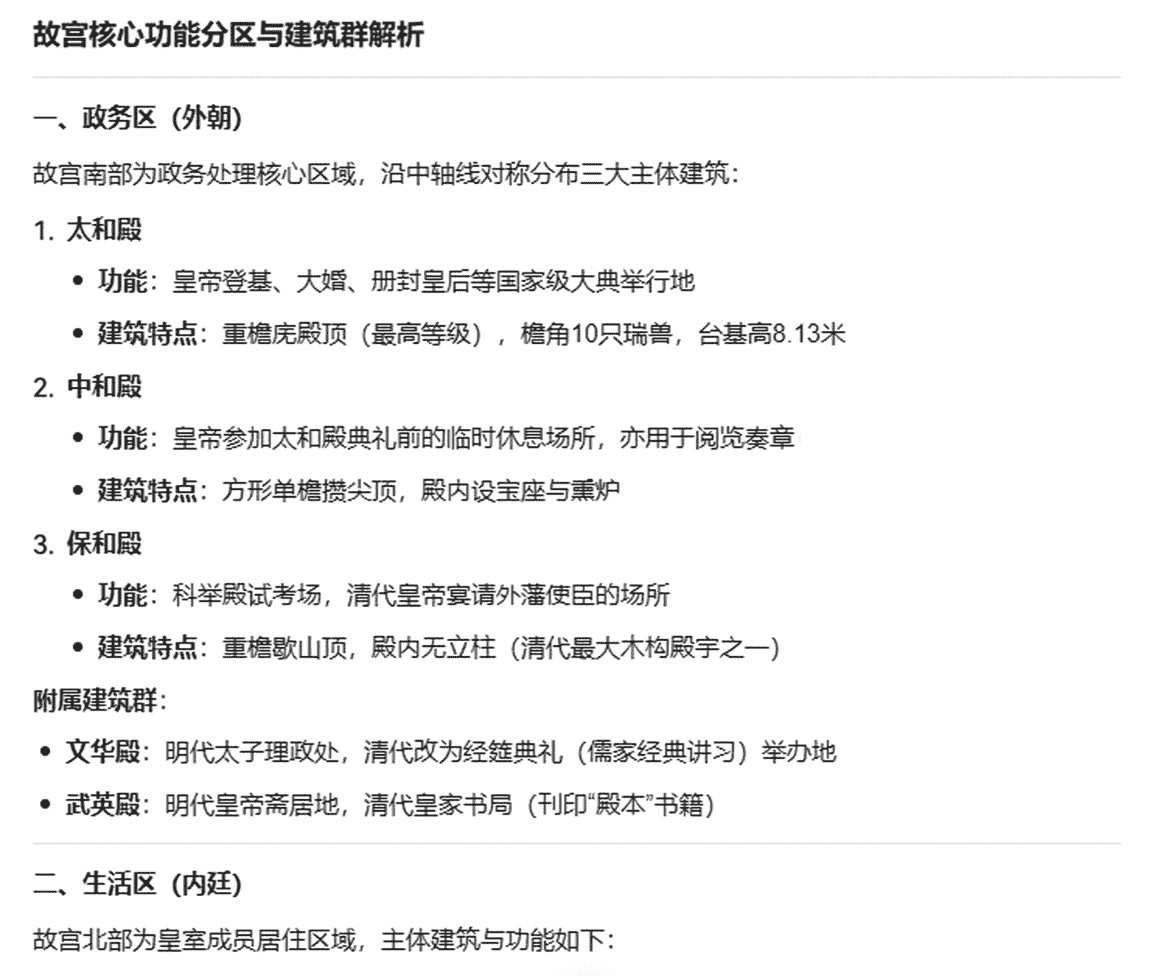 故宫核心功能分区与建筑群解析
一、政务区（外朝）
故宫南部为政务处理核心区域，沿中轴线对称分布三大主体建筑：
1. 太和殿
• 功能：皇帝登基、大婚、册封皇后等国家级大典举行地
• 建筑特点：重檐庑殿顶（最高等级），檐角10只瑞兽，台基高8.13米
2. 中和殿
• 功能：皇帝参加太和殿典礼前的临时休息场所，亦用于阅览奏章
• 建筑特点：方形单檐攒尖顶，殿内设宝座与熏炉
3. 保和殿
• 功能：科举殿试考场，清代皇帝宴请外藩使臣的场所
• 建筑特点：重檐歇山顶，殿内无立柱（清代最大木构殿宇之一）
附属建筑群：
• 文华殿：明代太子理政处，清代改为经筵典礼（儒家经典讲习）举办地
• 武英殿：明代皇帝斋居地，清代皇家书局（刊印“殿本”书籍）
二、生活区（内廷）
故宫北部为皇室成员居住区域，主体建筑与功能如下：